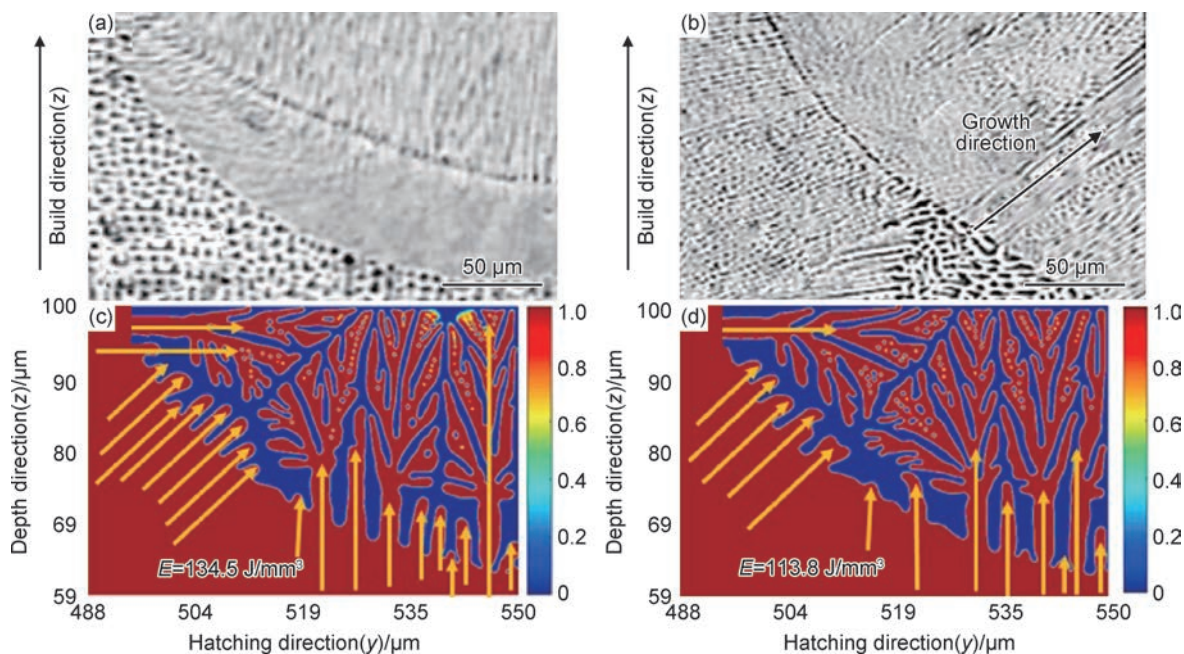 (a)
Build direction(z)
50 μm
(b)
Build direction(z)
Growth
direction
50 μm
(c)
100
90
80
69
59
Depth direction(z)/μm
E=134.5 J/mm³
488
504
519
535
550
Hatching direction(y)/μm
1.0
0.8
0.6
0.4
0.2
0
(d)
100
90
80
69
59
Depth direction(z)/μm
E=113.8 J/mm³
488
504
519
535
550
Hatching direction(y)/μm
1.0
0.8
0.6
0.4
0.2
0